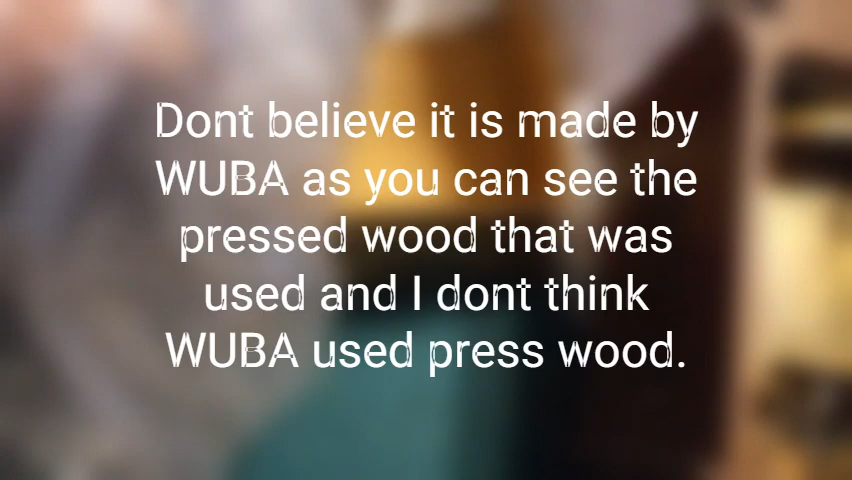 Dont believe it is made by
WUBA as you can see the
pressed wood that was
used and I dont think
WUBA used press wood.